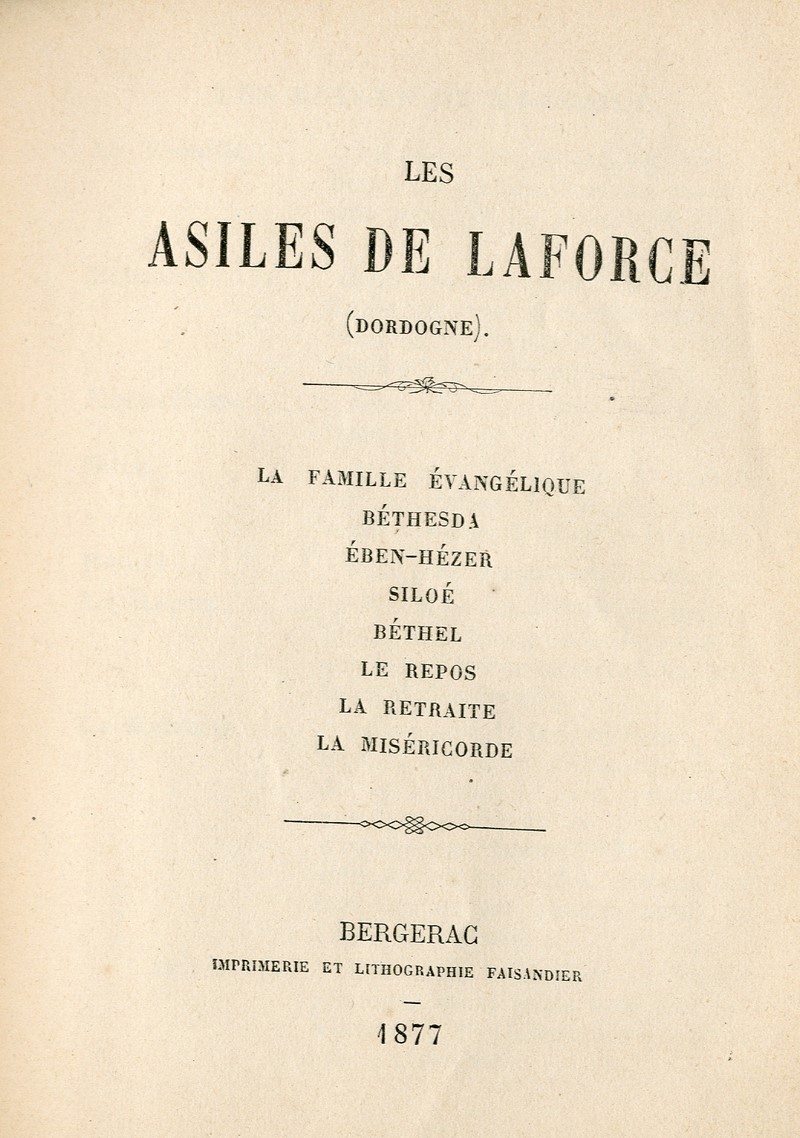 LES
ASILES DE LAFORCE
(DORDOGNE).
LA FAMILLE ÉVANGÉLIQUE
BÉTHESDA
ÉBEN-HÉZER
SILOÉ
BÉTHEL
LE REPOS
LA RETRAITE
LA MISÉRICORDE
BERGERAC
IMPRIMERIE ET LITHOGRAPHIE FAISANDIER
—
1877